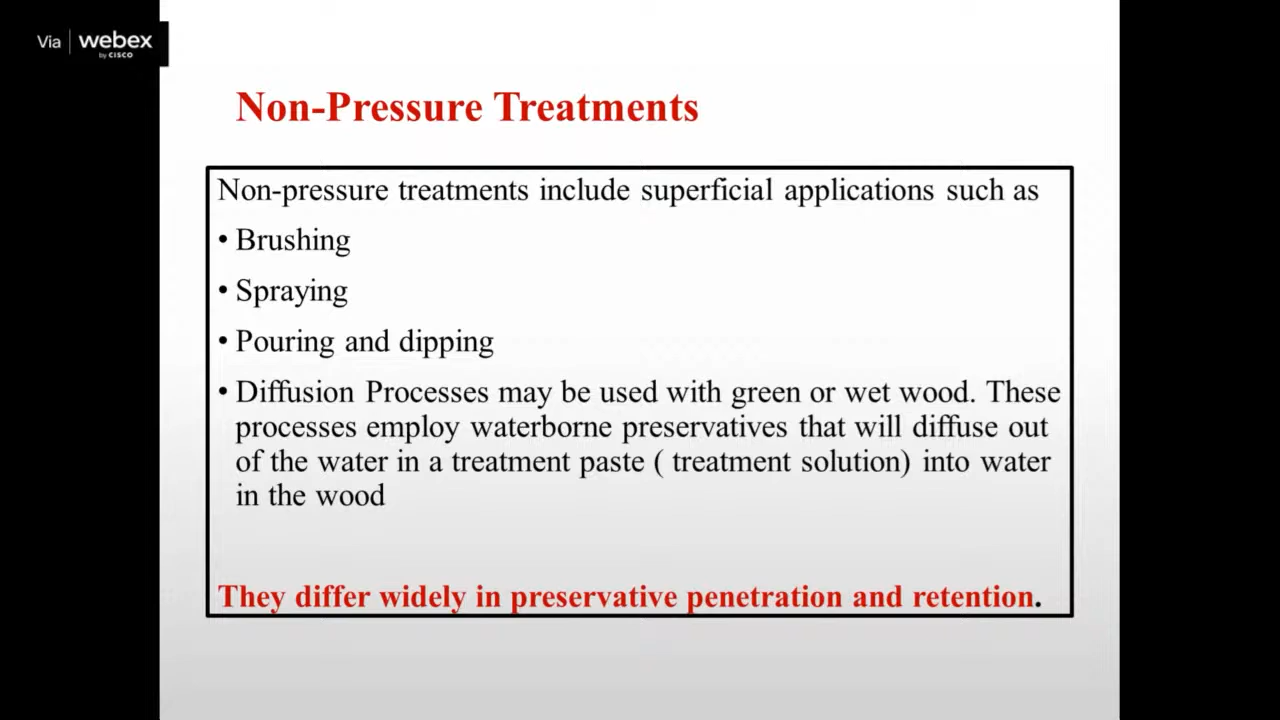 Via | webex
by CISCO
Non-Pressure Treatments
Non-pressure treatments include superficial applications such as
• Brushing
• Spraying
• Pouring and dipping
• Diffusion Processes may be used with green or wet wood. These
processes employ waterborne preservatives that will diffuse out
of the water in a treatment paste ( treatment solution) into water
in the wood
They differ widely in preservative penetration and retention.